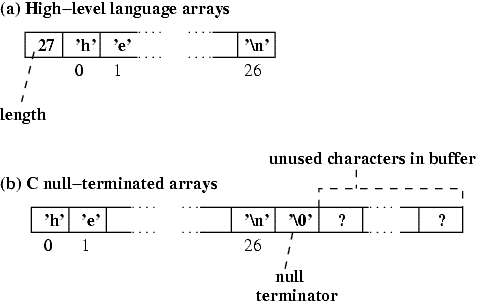 (a) High−level language arrays
27 ’h’ ’e’ ’\n’
0 1 26
length
unused characters in buffer
(b) C null−terminated arrays
’h’ ’e’ ’\n’ ’\0’ ? ?
0 1 26
null
terminator